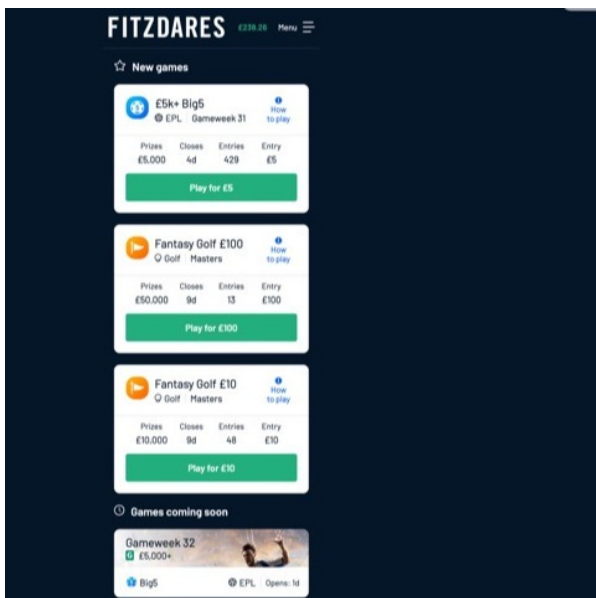 FITZDARES £239.26 Menu
New games
£5k+ Big5
EPL Gameweek 31
How to play
Prizes Closes Entries Entry
£5,000 4d 429 £5
Play for £5
Fantasy Golf £100
Golf Masters
How to play
Prizes Closes Entries Entry
£50,000 9d 13 £100
Play for £100
Fantasy Golf £10
Golf Masters
How to play
Prizes Closes Entries Entry
£10,000 9d 48 £10
Play for £10
Games coming soon
Gameweek 32
G £5,000+
Big5 EPL Opens: 1d